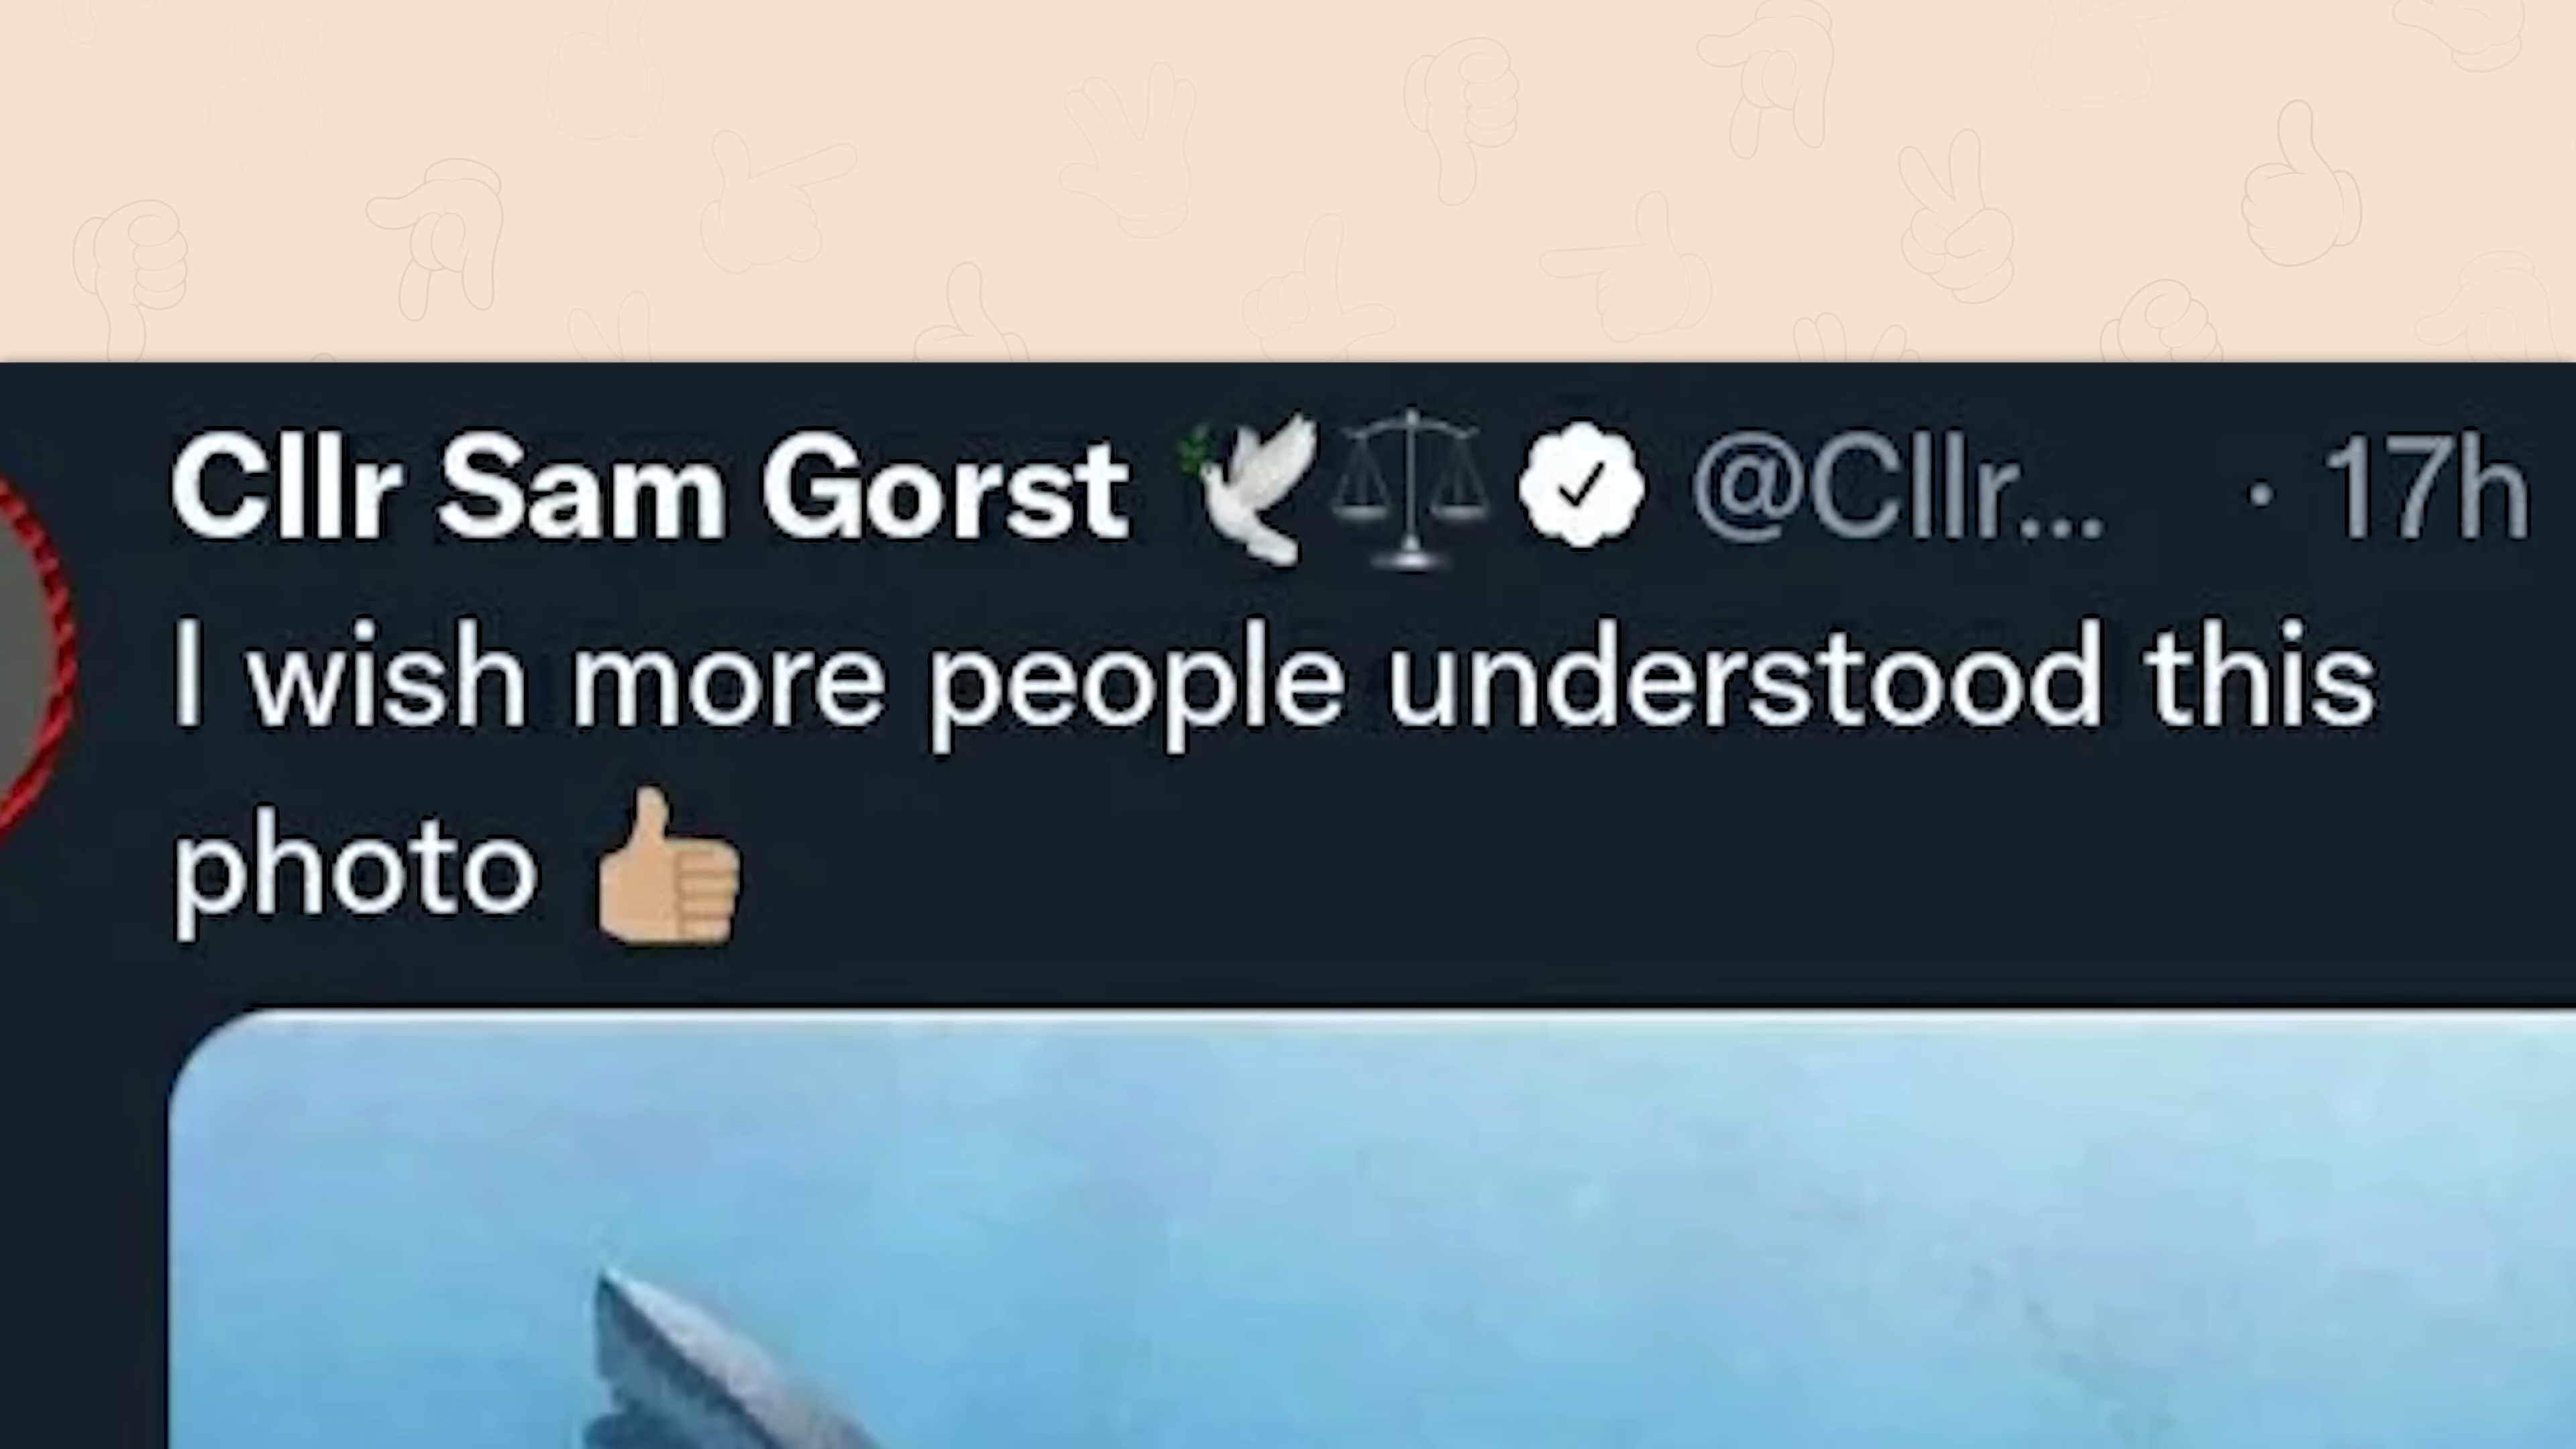 Cllr Sam Gorst 🕊️⚖️ @Cllr... · 17h
I wish more people understood this
photo 👍🏼